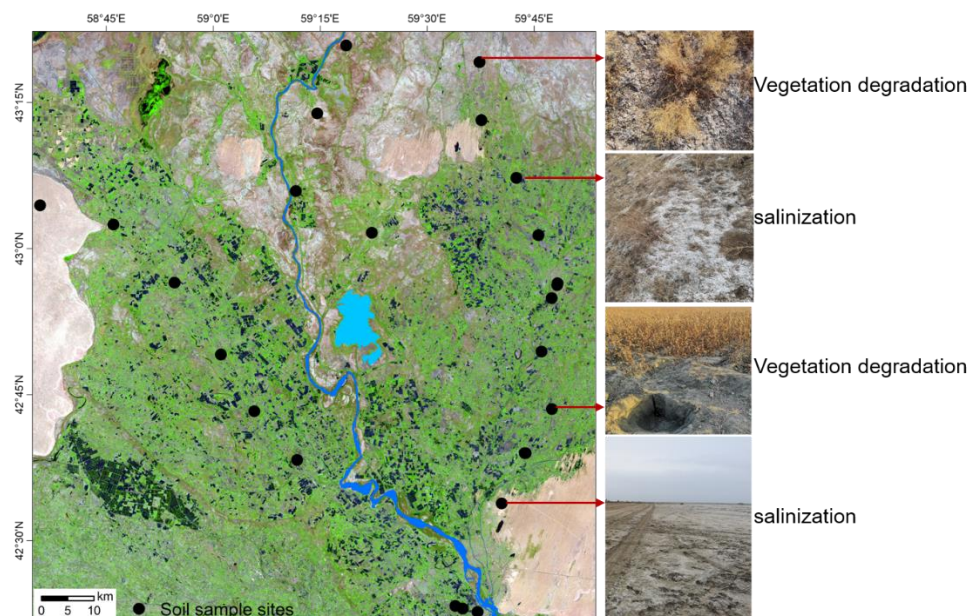 58°45'E 59°0'E 59°15'E 59°30'E 59°45'E
43°15'N
43°0'N
42°45'N
42°30'N
Vegetation degradation
salinization
Vegetation degradation
salinization
km
0 5 10
Soil sample sites